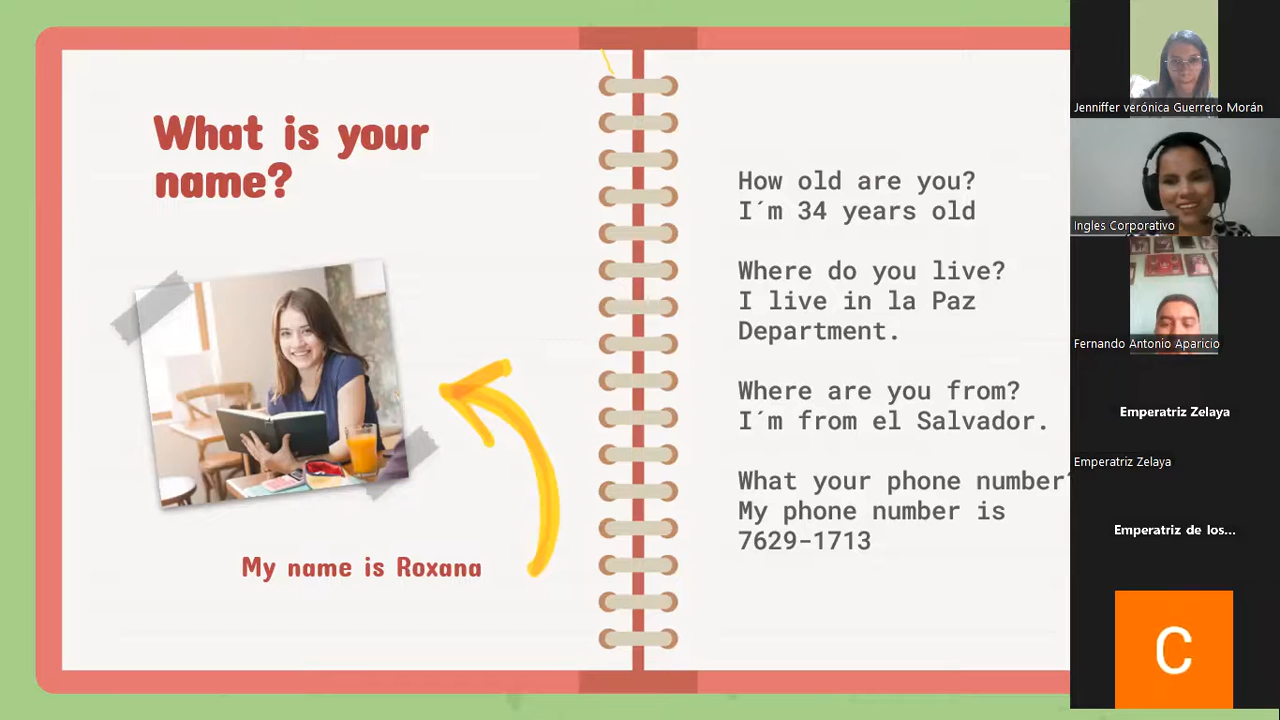 What is your
name?
My name is Roxana
How old are you?
I´m 34 years old
Where do you live?
I live in la Paz
Department.
Where are you from?
I´m from el Salvador.
What your phone number?
My phone number is
7629-1713
Jenniffer verónica Guerrero Morán
Ingles Corporativo
Fernando Antonio Aparicio
Emperatriz Zelaya
Emperatriz Zelaya
Emperatriz de los...
C